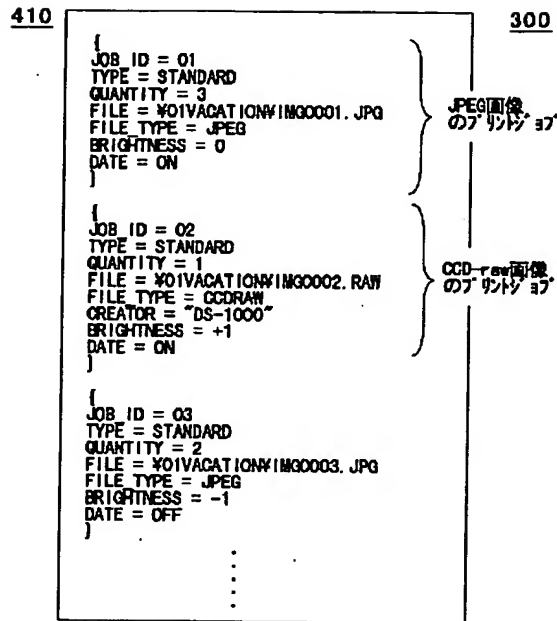 410
300
{
JOB_ID = 01
TYPE = STANDARD
QUANTITY = 3
FILE = ¥01VACATION¥IMG0001.JPG
FILE_TYPE = JPEG
BRIGHTNESS = 0
DATE = ON
}
JPEG画像
のプリントジョブ
{
JOB_ID = 02
TYPE = STANDARD
QUANTITY = 1
FILE = ¥01VACATION¥IMG0002.RAW
FILE_TYPE = CCDRAW
CREATOR = "DS-1000"
BRIGHTNESS = +1
DATE = ON
}
CCD-raw画像
のプリントジョブ
{
JOB_ID = 03
TYPE = STANDARD
QUANTITY = 2
FILE = ¥01VACATION¥IMG0003.JPG
FILE_TYPE = JPEG
BRIGHTNESS = -1
DATE = OFF
}